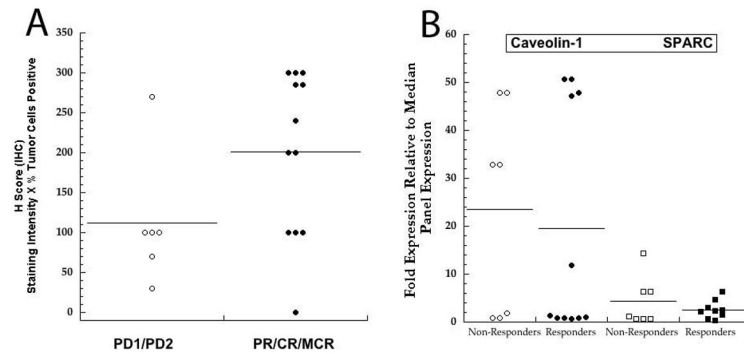 A
H Score (IHC)
Staining Intensity X % Tumor Cells Positive
350
300
250
200
150
100
50
0
PD1/PD2
PR/CR/MCR
B
Fold Expression Relative to Median
Panel Expression
60
50
40
30
20
10
0
Caveolin-1
SPARC
Non-Responders
Responders
Non-Responders
Responders